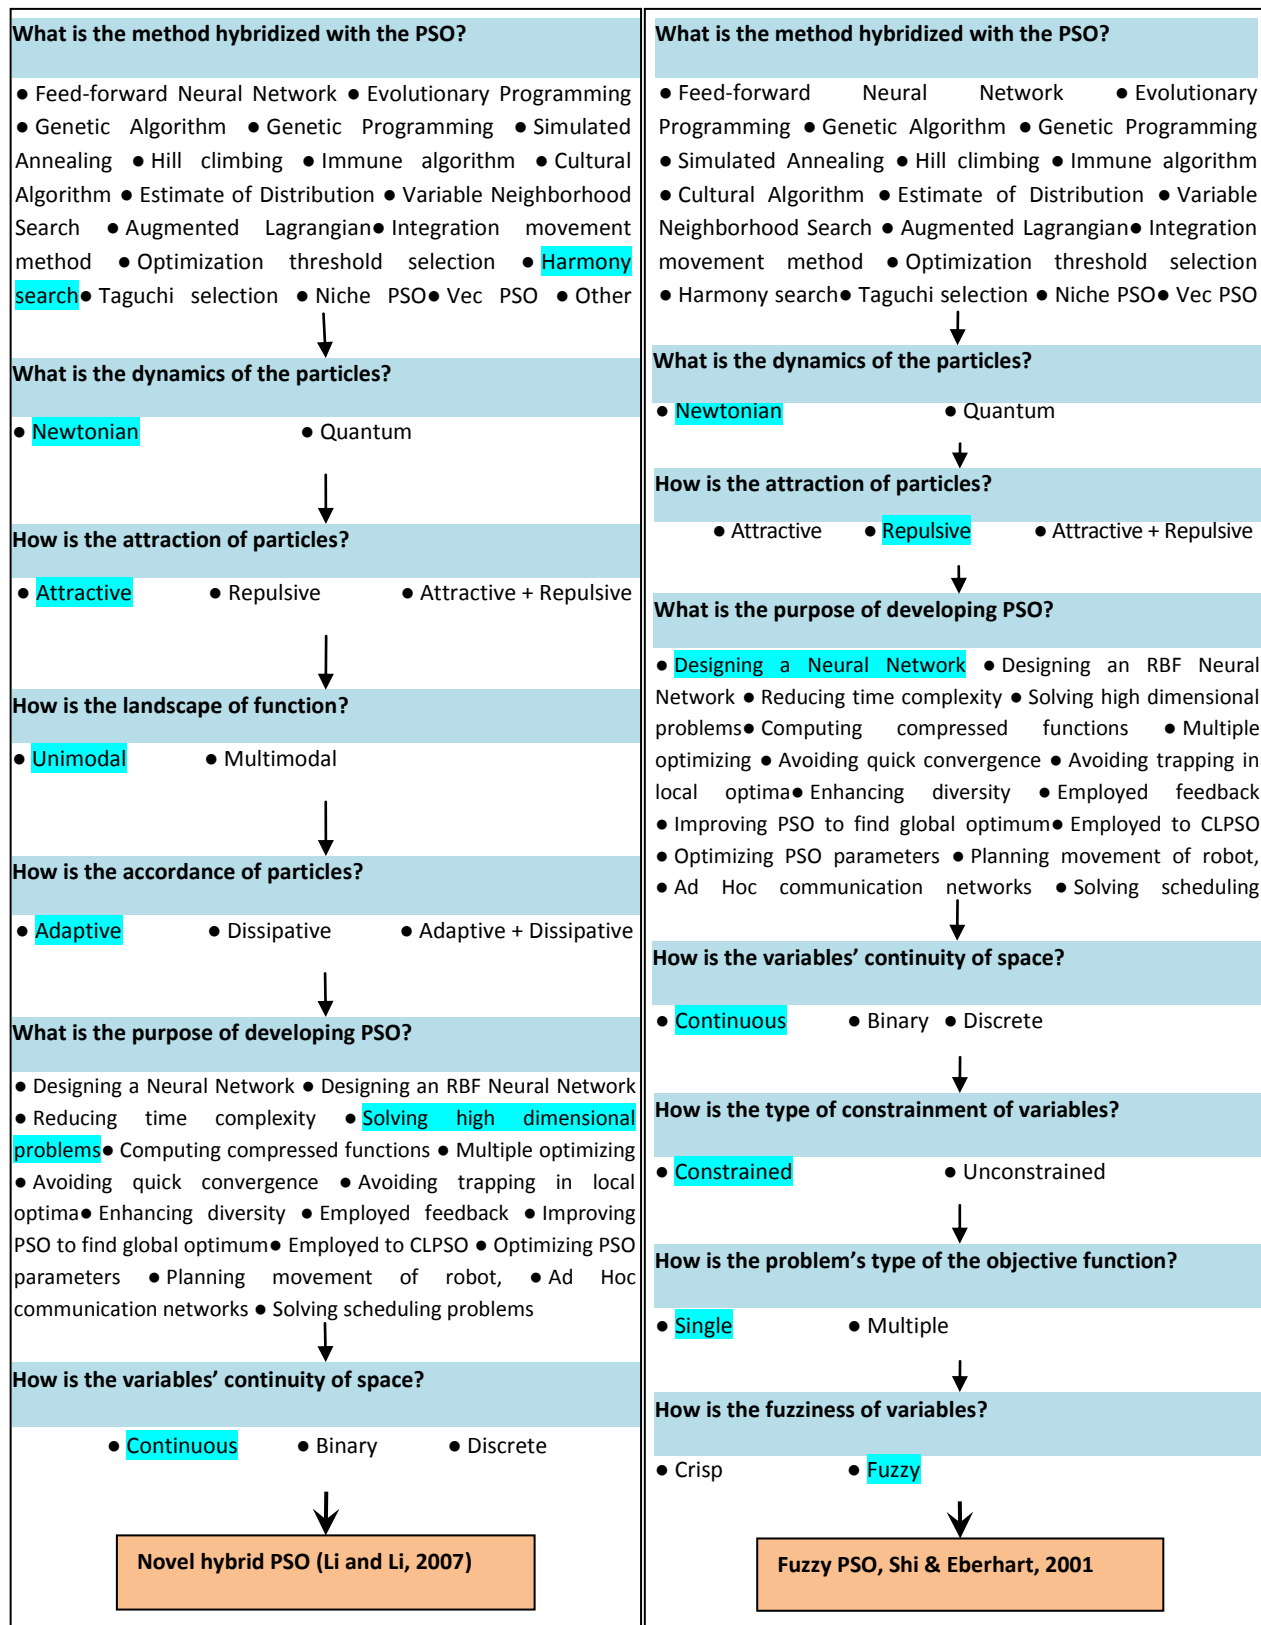 What is the method hybridized with the PSO?
● Feed-forward Neural Network ● Evolutionary Programming
● Genetic Algorithm ● Genetic Programming ● Simulated
Annealing ● Hill climbing ● Immune algorithm ● Cultural
Algorithm ● Estimate of Distribution ● Variable Neighborhood
Search ● Augmented Lagrangian● Integration movement
method ● Optimization threshold selection ● Harmony
search● Taguchi selection ● Niche PSO● Vec PSO ● Other
What is the dynamics of the particles?
● Newtonian ● Quantum
How is the attraction of particles?
● Attractive ● Repulsive ● Attractive + Repulsive
How is the landscape of function?
● Unimodal ● Multimodal
How is the accordance of particles?
● Adaptive ● Dissipative ● Adaptive + Dissipative
What is the purpose of developing PSO?
● Designing a Neural Network ● Designing an RBF Neural Network
● Reducing time complexity ● Solving high dimensional
problems● Computing compressed functions ● Multiple optimizing
● Avoiding quick convergence ● Avoiding trapping in local
optima● Enhancing diversity ● Employed feedback ● Improving
PSO to find global optimum● Employed to CLPSO ● Optimizing PSO
parameters ● Planning movement of robot, ● Ad Hoc
communication networks ● Solving scheduling problems
How is the variables' continuity of space?
● Continuous ● Binary ● Discrete
Novel hybrid PSO (Li and Li, 2007)
What is the method hybridized with the PSO?
● Feed-forward Neural Network ● Evolutionary
Programming ● Genetic Algorithm ● Genetic Programming
● Simulated Annealing ● Hill climbing ● Immune algorithm
● Cultural Algorithm ● Estimate of Distribution ● Variable
Neighborhood Search ● Augmented Lagrangian● Integration
movement method ● Optimization threshold selection
● Harmony search● Taguchi selection ● Niche PSO● Vec PSO
What is the dynamics of the particles?
● Newtonian ● Quantum
How is the attraction of particles?
● Attractive ● Repulsive ● Attractive + Repulsive
What is the purpose of developing PSO?
● Designing a Neural Network ● Designing an RBF Neural
Network ● Reducing time complexity ● Solving high dimensional
problems● Computing compressed functions ● Multiple
optimizing ● Avoiding quick convergence ● Avoiding trapping in
local optima● Enhancing diversity ● Employed feedback
● Improving PSO to find global optimum● Employed to CLPSO
● Optimizing PSO parameters ● Planning movement of robot,
● Ad Hoc communication networks ● Solving scheduling
How is the variables' continuity of space?
● Continuous ● Binary ● Discrete
How is the type of constrainment of variables?
● Constrained ● Unconstrained
How is the problem's type of the objective function?
● Single ● Multiple
How is the fuzziness of variables?
● Crisp ● Fuzzy
Fuzzy PSO, Shi & Eberhart, 2001